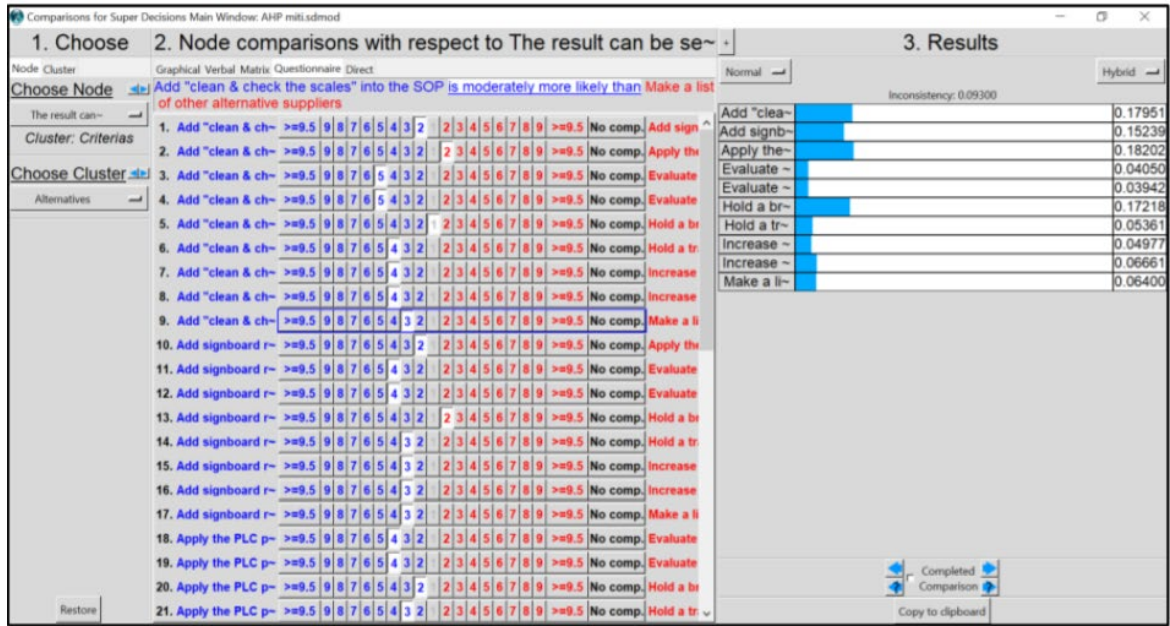 Comparisons for Super Decisions Main Window: AHP miti.sdmod
1. Choose
Node Cluster
Choose Node
The result can~
Cluster: Criterias
Choose Cluster
Alternatives
Restore
2. Node comparisons with respect to The result can be se~
Graphical Verbal Matrix Questionnaire Direct
Add "clean & check the scales" into the SOP is moderately more likely than Make a list
of other alternative suppliers
1. Add "clean & ch~ >=9.5 9 8 7 6 5 4 3 2 1 2 3 4 5 6 7 8 9 >=9.5 No comp. Add sign
2. Add "clean & ch~ >=9.5 9 8 7 6 5 4 3 2 1 2 3 4 5 6 7 8 9 >=9.5 No comp. Apply the
3. Add "clean & ch~ >=9.5 9 8 7 6 5 4 3 2 1 2 3 4 5 6 7 8 9 >=9.5 No comp. Evaluate
4. Add "clean & ch~ >=9.5 9 8 7 6 5 4 3 2 1 2 3 4 5 6 7 8 9 >=9.5 No comp. Evaluate
5. Add "clean & ch~ >=9.5 9 8 7 6 5 4 3 2 1 2 3 4 5 6 7 8 9 >=9.5 No comp. Hold a br
6. Add "clean & ch~ >=9.5 9 8 7 6 5 4 3 2 1 2 3 4 5 6 7 8 9 >=9.5 No comp. Hold a tr
7. Add "clean & ch~ >=9.5 9 8 7 6 5 4 3 2 1 2 3 4 5 6 7 8 9 >=9.5 No comp. Increase
8. Add "clean & ch~ >=9.5 9 8 7 6 5 4 3 2 1 2 3 4 5 6 7 8 9 >=9.5 No comp. Increase
9. Add "clean & ch~ >=9.5 9 8 7 6 5 4 3 2 1 2 3 4 5 6 7 8 9 >=9.5 No comp. Make a li
10. Add signboard r~ >=9.5 9 8 7 6 5 4 3 2 1 2 3 4 5 6 7 8 9 >=9.5 No comp. Apply the
11. Add signboard r~ >=9.5 9 8 7 6 5 4 3 2 1 2 3 4 5 6 7 8 9 >=9.5 No comp. Evaluate
12. Add signboard r~ >=9.5 9 8 7 6 5 4 3 2 1 2 3 4 5 6 7 8 9 >=9.5 No comp. Evaluate
13. Add signboard r~ >=9.5 9 8 7 6 5 4 3 2 1 2 3 4 5 6 7 8 9 >=9.5 No comp. Hold a br
14. Add signboard r~ >=9.5 9 8 7 6 5 4 3 2 1 2 3 4 5 6 7 8 9 >=9.5 No comp. Hold a tr
15. Add signboard r~ >=9.5 9 8 7 6 5 4 3 2 1 2 3 4 5 6 7 8 9 >=9.5 No comp. Increase
16. Add signboard r~ >=9.5 9 8 7 6 5 4 3 2 1 2 3 4 5 6 7 8 9 >=9.5 No comp. Increase
17. Add signboard r~ >=9.5 9 8 7 6 5 4 3 2 1 2 3 4 5 6 7 8 9 >=9.5 No comp. Make a li
18. Apply the PLC p~ >=9.5 9 8 7 6 5 4 3 2 1 2 3 4 5 6 7 8 9 >=9.5 No comp. Evaluate
19. Apply the PLC p~ >=9.5 9 8 7 6 5 4 3 2 1 2 3 4 5 6 7 8 9 >=9.5 No comp. Evaluate
20. Apply the PLC p~ >=9.5 9 8 7 6 5 4 3 2 1 2 3 4 5 6 7 8 9 >=9.5 No comp. Hold a br
21. Apply the PLC p~ >=9.5 9 8 7 6 5 4 3 2 1 2 3 4 5 6 7 8 9 >=9.5 No comp. Hold a tr
+ 3. Results
Normal Hybrid
Inconsistency: 0.09300
Add "clea~ 0.17951
Add signb~ 0.15239
Apply the~ 0.18202
Evaluate ~ 0.04050
Evaluate ~ 0.03942
Hold a br~ 0.17218
Hold a tr~ 0.05361
Increase ~ 0.04977
Increase ~ 0.06661
Make a li~ 0.06400
Completed
Comparison
Copy to clipboard